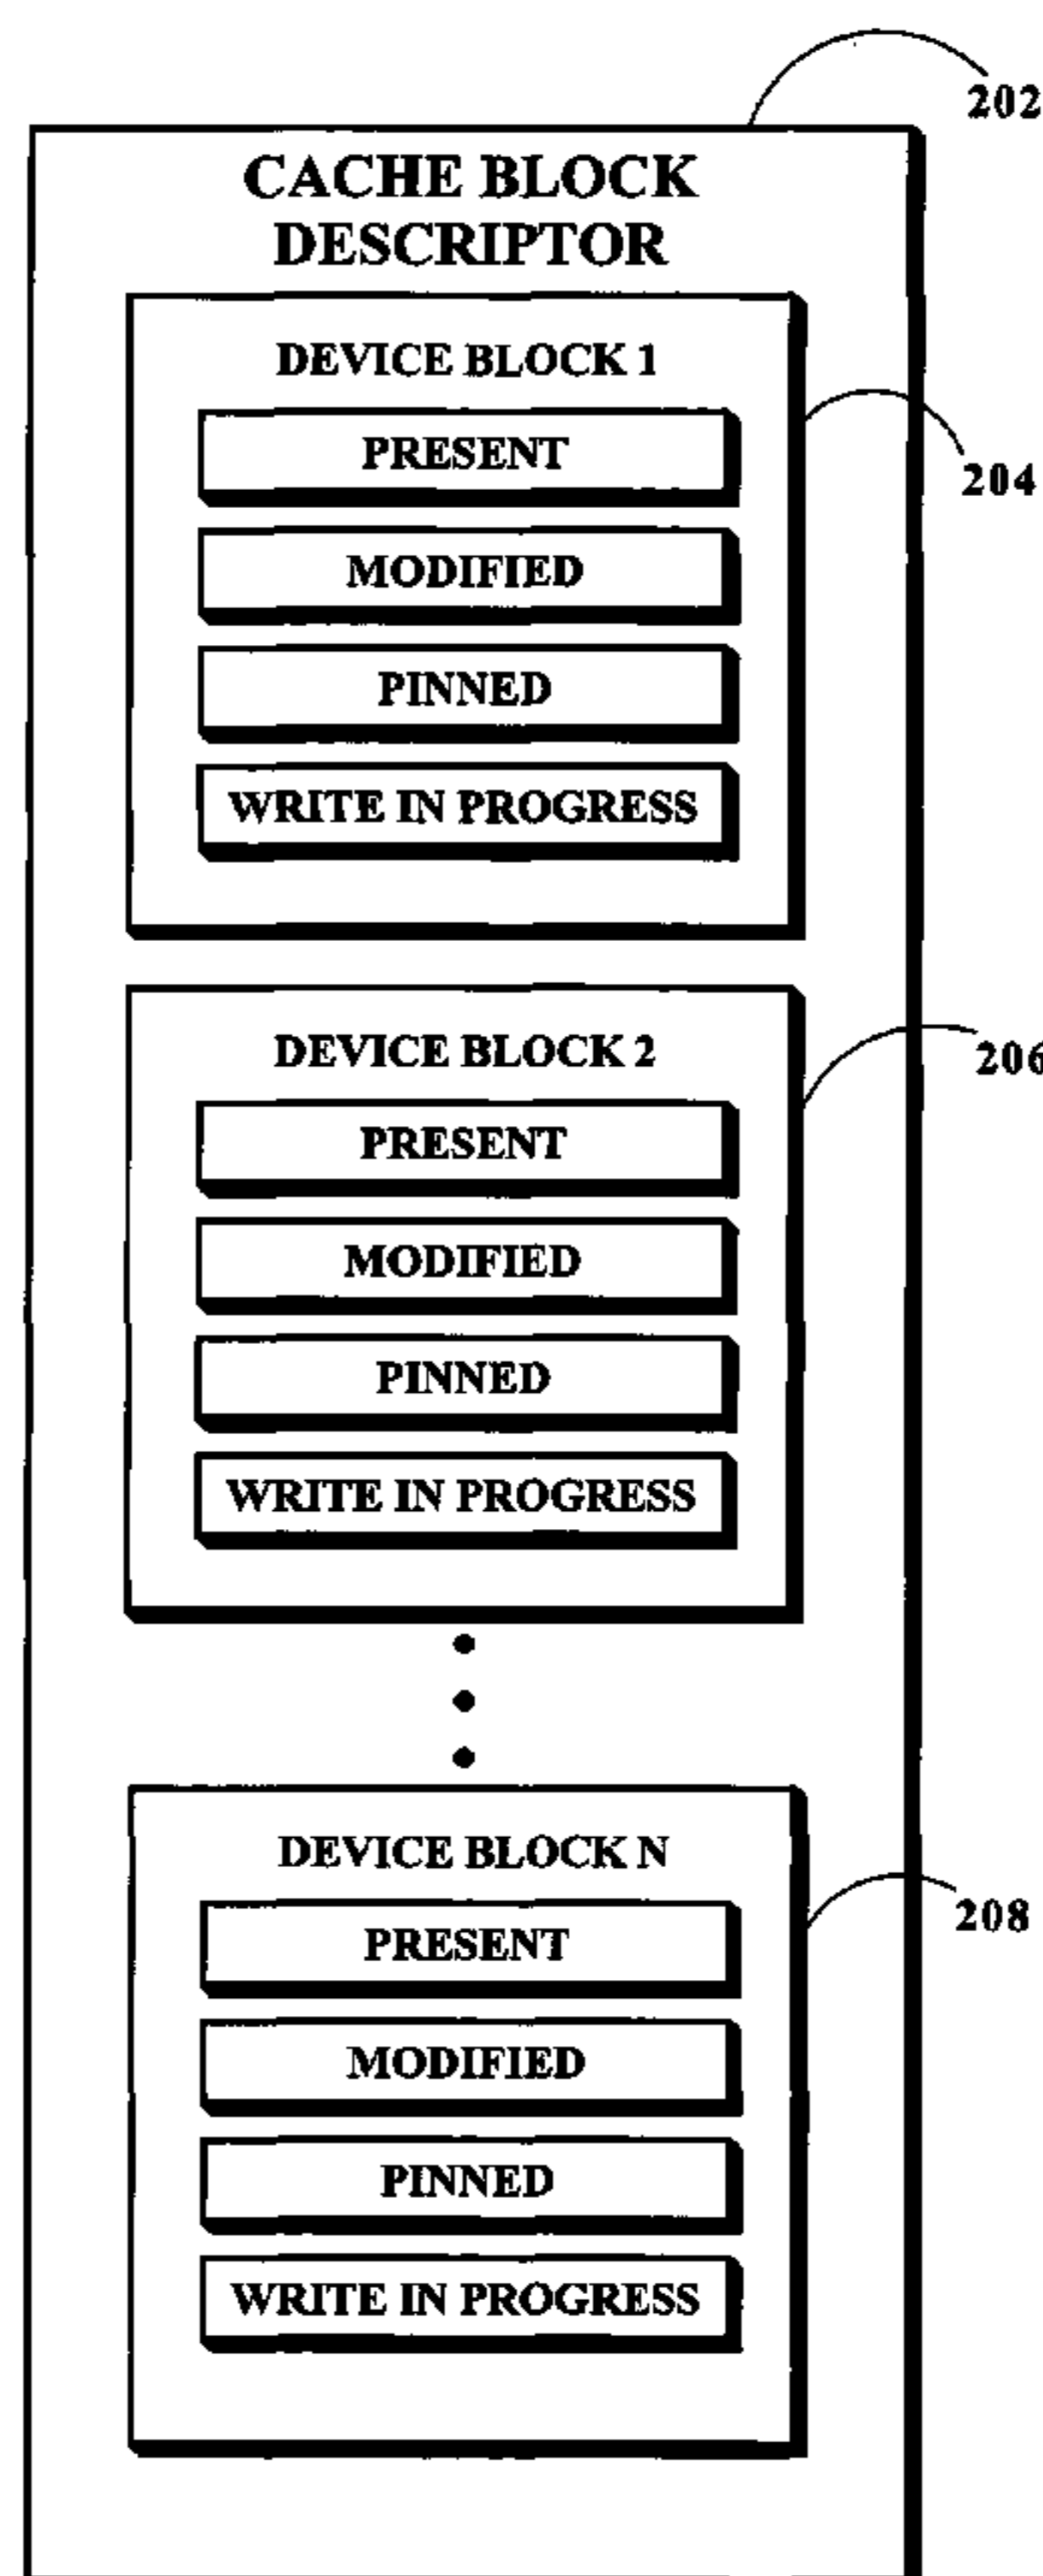 202
CACHE BLOCK
DESCRIPTOR
DEVICE BLOCK 1
PRESENT
204
MODIFIED
PINNED
WRITE IN PROGRESS
DEVICE BLOCK 2
206
PRESENT
MODIFIED
PINNED
WRITE IN PROGRESS
DEVICE BLOCK N
208
PRESENT
MODIFIED
PINNED
WRITE IN PROGRESS